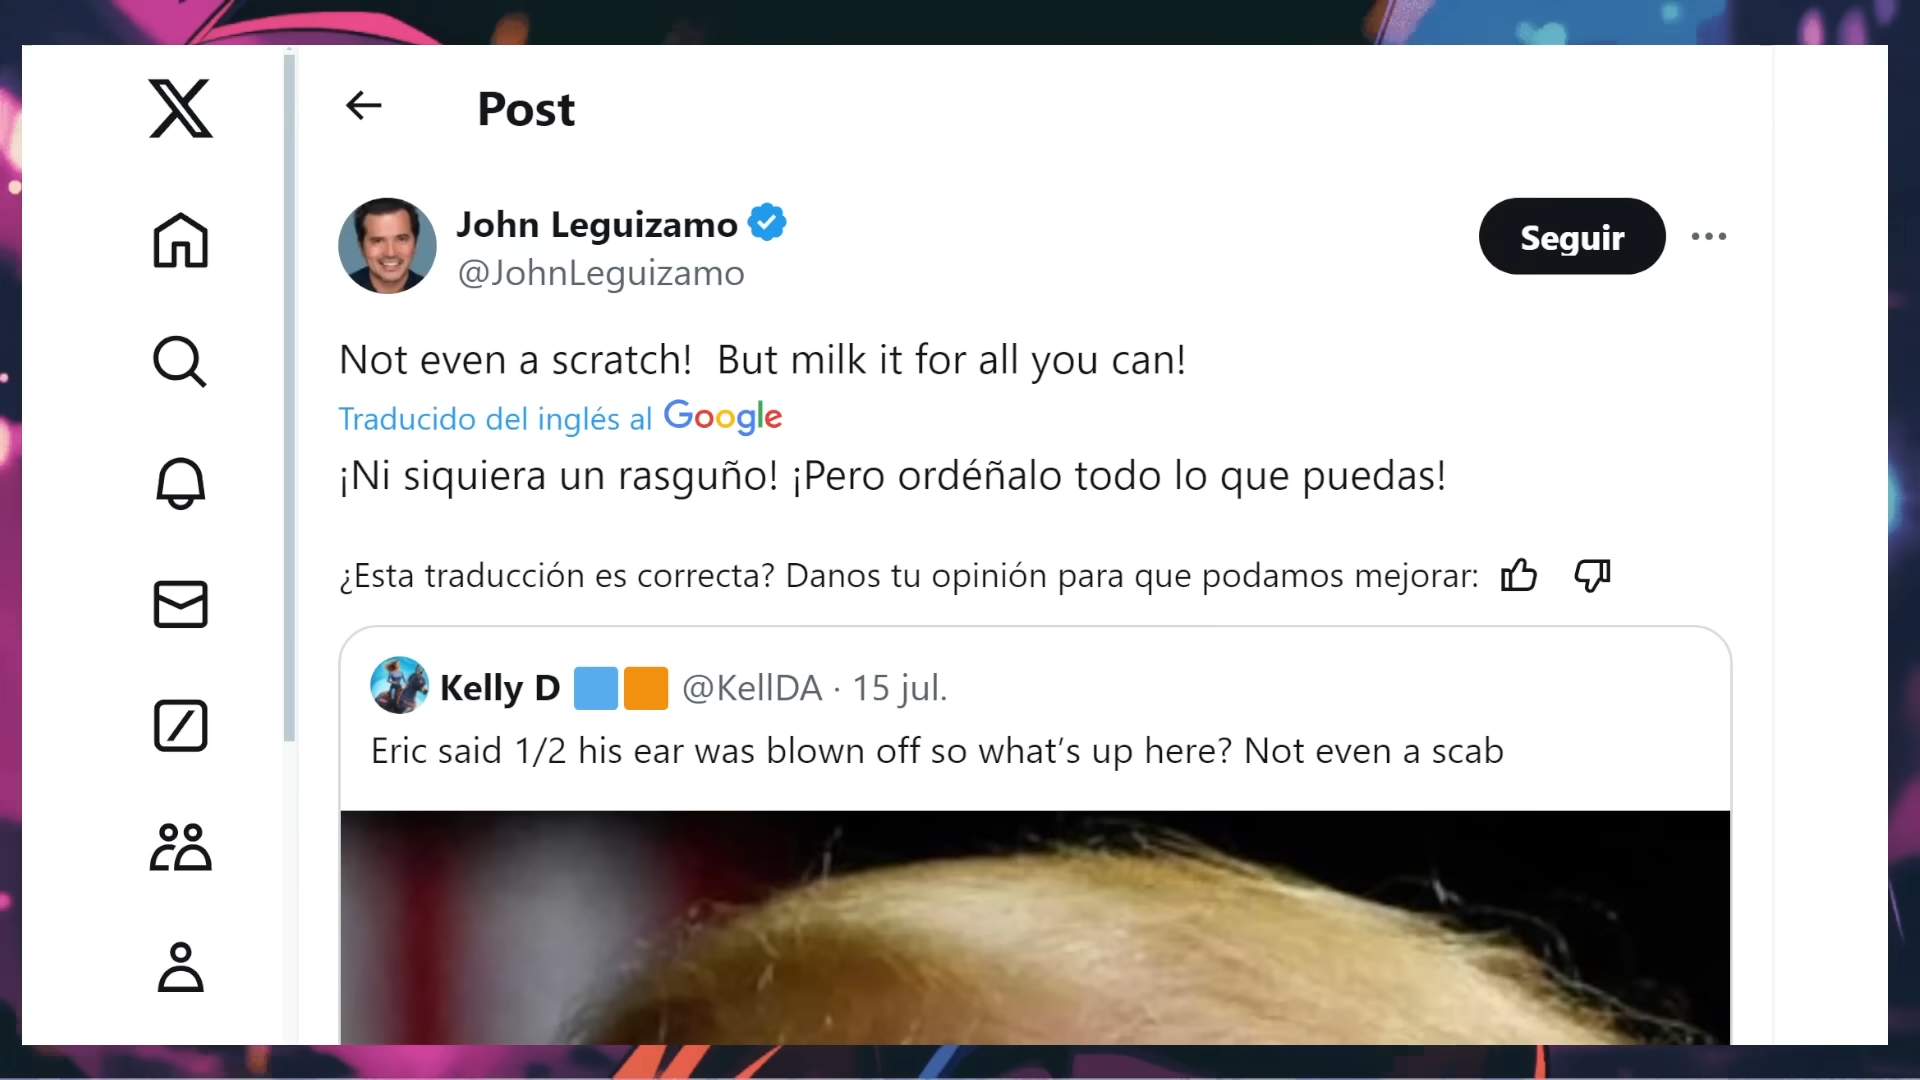 Post
John Leguizamo
@JohnLeguizamo
Seguir
Not even a scratch!  But milk it for all you can!
Traducido del inglés al Google
¡Ni siquiera un rasguño! ¡Pero ordéñalo todo lo que puedas!
¿Esta traducción es correcta? Danos tu opinión para que podamos mejorar:
Kelly D 🟦🟧 @KellDA · 15 jul.
Eric said 1/2 his ear was blown off so what’s up here? Not even a scab